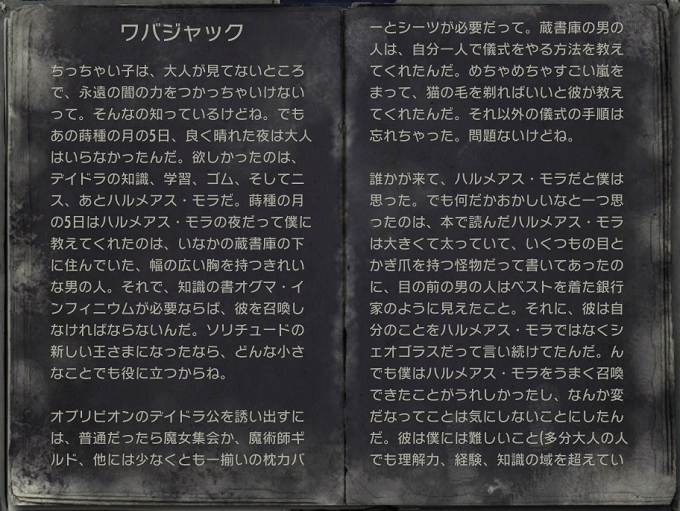 ワバジャック
ちっちゃい子は、大人が見てないところ
で、永遠の闇の力をつかっちゃいけない
って。そんなの知っているけどね。でも
あの蒔種の月の5日、良く晴れた夜は大人
はいらなかったんだ。欲しかったのは、
デイドラの知識、学習、ゴム、そしてニ
ス、あとハルメアス・モラだ。蒔種の月
の5日はハルメアス・モラの夜だって僕に
教えてくれたのは、いなかの蔵書庫の下
に住んでいた、幅の広い胸を持つきれい
な男の人。それで、知識の書オグマ・イ
ンフィニウムが必要ならば、彼を召喚し
なければならないんだ。ソリチュードの
新しい王さまになったなら、どんな小さ
なことでも役に立つからね。
オブリビオンのデイドラ公を誘い出すに
は、普通だったら魔女集会か、魔術師ギ
ルド、他には少なくとも一揃いの枕カバ
ーとシーツが必要だって。蔵書庫の男の
人は、自分一人で儀式をやる方法を教え
てくれたんだ。めちゃめちゃすごい嵐を
まって、猫の毛を剃ればいいと彼が教え
てくれたんだ。それ以外の儀式の手順は
忘れちゃった。問題ないけどね。
誰かが来て、ハルメアス・モラだと僕は
思った。でも何だかおかしいなと一つ思
ったのは、本で読んだハルメアス・モラ
は大きくて太っていて、いくつもの目と
かぎ爪を持つ怪物だって書いてあったの
に、目の前の男の人はベストを着た銀行
家のように見えたこと。それに、彼は自
分のことをハルメアス・モラではなくシ
ェオゴラスだって言い続けてたんだ。ん
でも僕はハルメアス・モラをうまく召喚
できたことがうれしかったし、なんか変
だなってことは気にしないことにしたん
だ。彼は僕には難しいこと(多分大人の人
でも理解力、経験、知識の域を超えてい